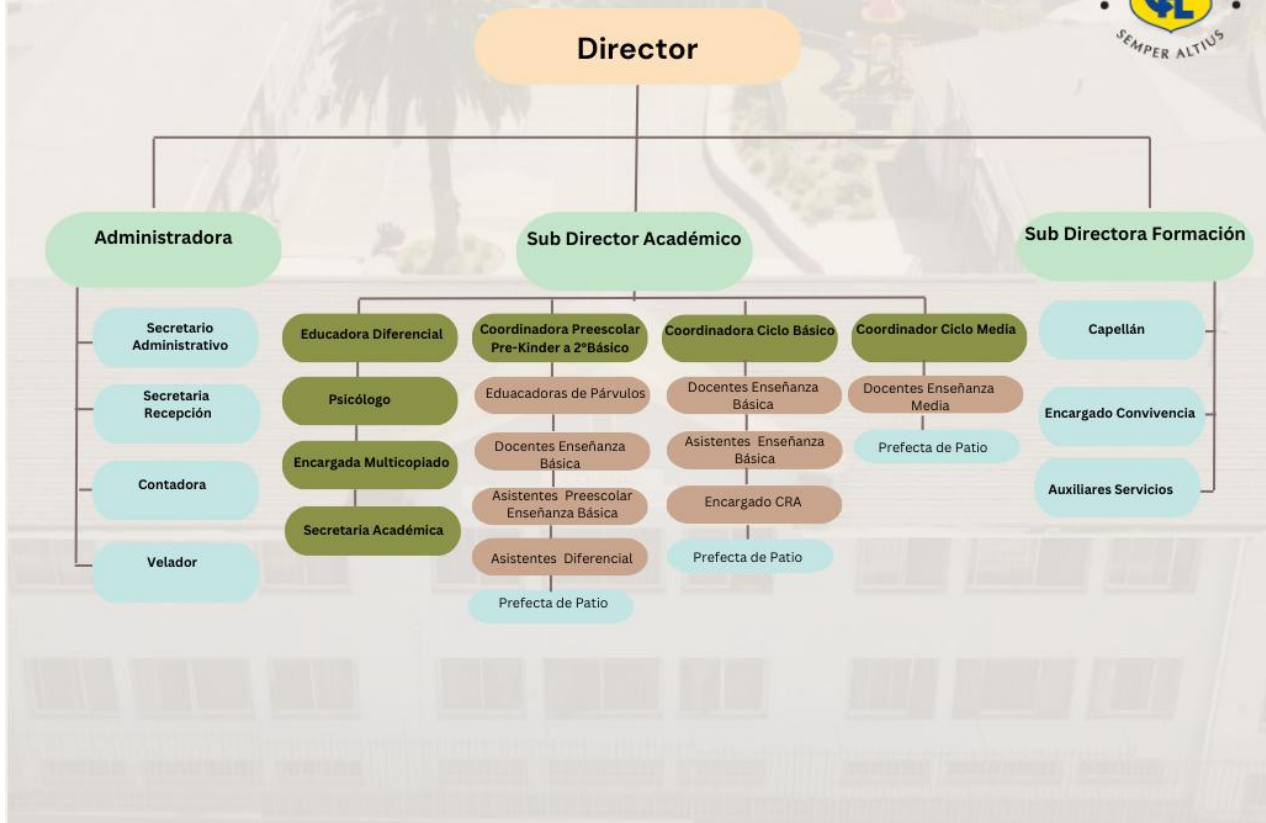 Director
SEMPER ALTIUS
Administradora
Sub Director Académico
Sub Directora Formación
Secretario
Administrativo
Secretaria
Recepción
Contadora
Velador
Educadora Diferencial
Psicólogo
Encargada Multicopiado
Secretaria Académica
Coordinadora Preescolar
Pre-Kinder a 2°Básico
Eduacadoras de Párvulos
Docentes Enseñanza
Básica
Asistentes Preescolar
Enseñanza Básica
Asistentes Diferencial
Prefecta de Patio
Coordinadora Ciclo Básico
Docentes Enseñanza
Básica
Asistentes Enseñanza
Básica
Encargado CRA
Prefecta de Patio
Coordinador Ciclo Media
Docentes Enseñanza
Media
Prefecta de Patio
Capellán
Encargado Convivencia
Auxiliares Servicios